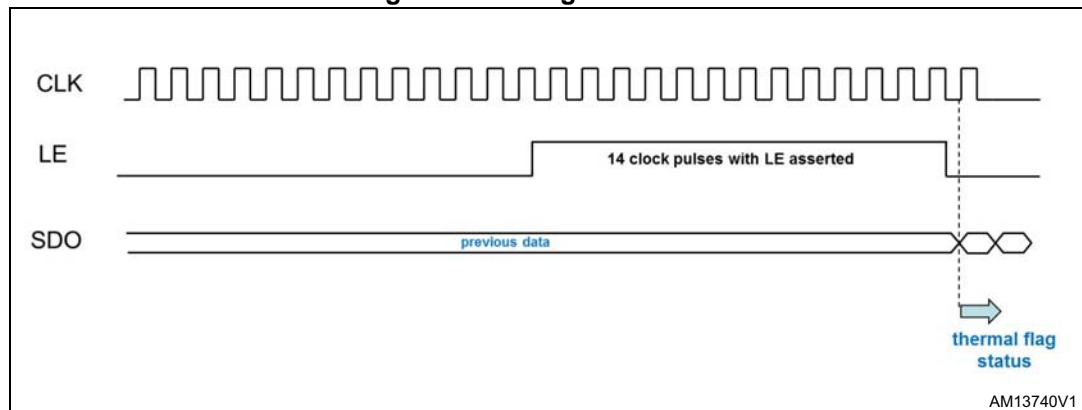 CLK
LE
14 clock pulses with LE asserted
SDO
previous data
thermal flag
status
AM13740V1